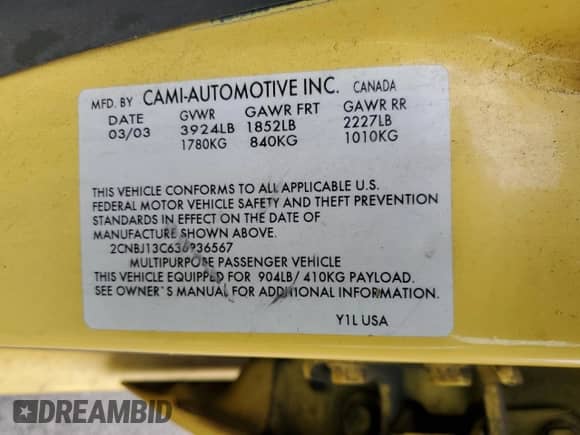 MFD. BY CAMI-AUTOMOTIVE INC. CANADA
DATE GVWR GAWR FRT GAWR RR
03/03 3924LB 1852LB 2227LB
1780KG 840KG 1010KG
THIS VEHICLE CONFORMS TO ALL APPLICABLE U.S.
FEDERAL MOTOR VEHICLE SAFETY AND THEFT PREVENTION
STANDARDS IN EFFECT ON THE DATE OF
MANUFACTURE SHOWN ABOVE.
2CNBJ13C636936567
MULTIPURPOSE PASSENGER VEHICLE
THIS VEHICLE EQUIPPED FOR 904LB/ 410KG PAYLOAD.
SEE OWNER`S MANUAL FOR ADDITIONAL INFORMATION.
Y1L USA
DREAMBID